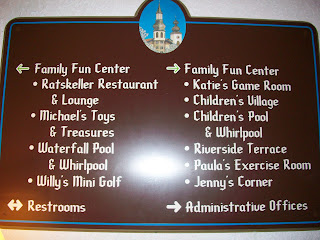 ← Family Fun Center
• Ratskeller Restaurant
& Lounge
• Michael's Toys
& Treasures
• Waterfall Pool
& Whirlpool
• Willy's Mini Golf
↔ Restrooms
→ Family Fun Center
• Katie's Game Room
• Children's Village
• Children's Pool
& Whirlpool
• Riverside Terrace
• Paula's Exercise Room
• Jenny's Corner
→ Administrative Offices